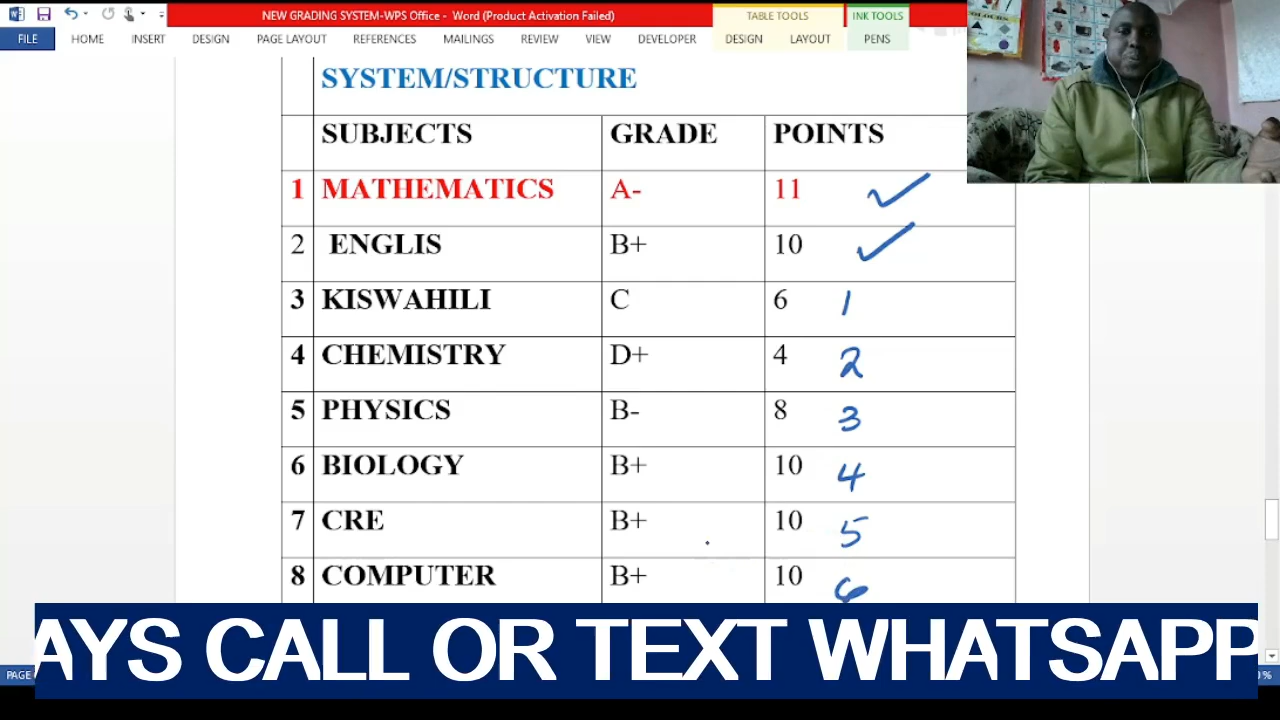 NEW GRADING SYSTEM-WPS Office - Word (Product Activation Failed)
TABLE TOOLS
INK TOOLS
FILE HOME INSERT DESIGN PAGE LAYOUT REFERENCES MAILINGS REVIEW VIEW DEVELOPER DESIGN LAYOUT PENS
SYSTEM/STRUCTURE
SUBJECTS GRADE POINTS
1 MATHEMATICS A- 11 ✓
2 ENGLIS B+ 10 ✓
3 KISWAHILI C 6 1
4 CHEMISTRY D+ 4 2
5 PHYSICS B- 8 3
6 BIOLOGY B+ 10 4
7 CRE B+ 10 5
8 COMPUTER B+ 10 6
AYS CALL OR TEXT WHATSAPP
PAGE %